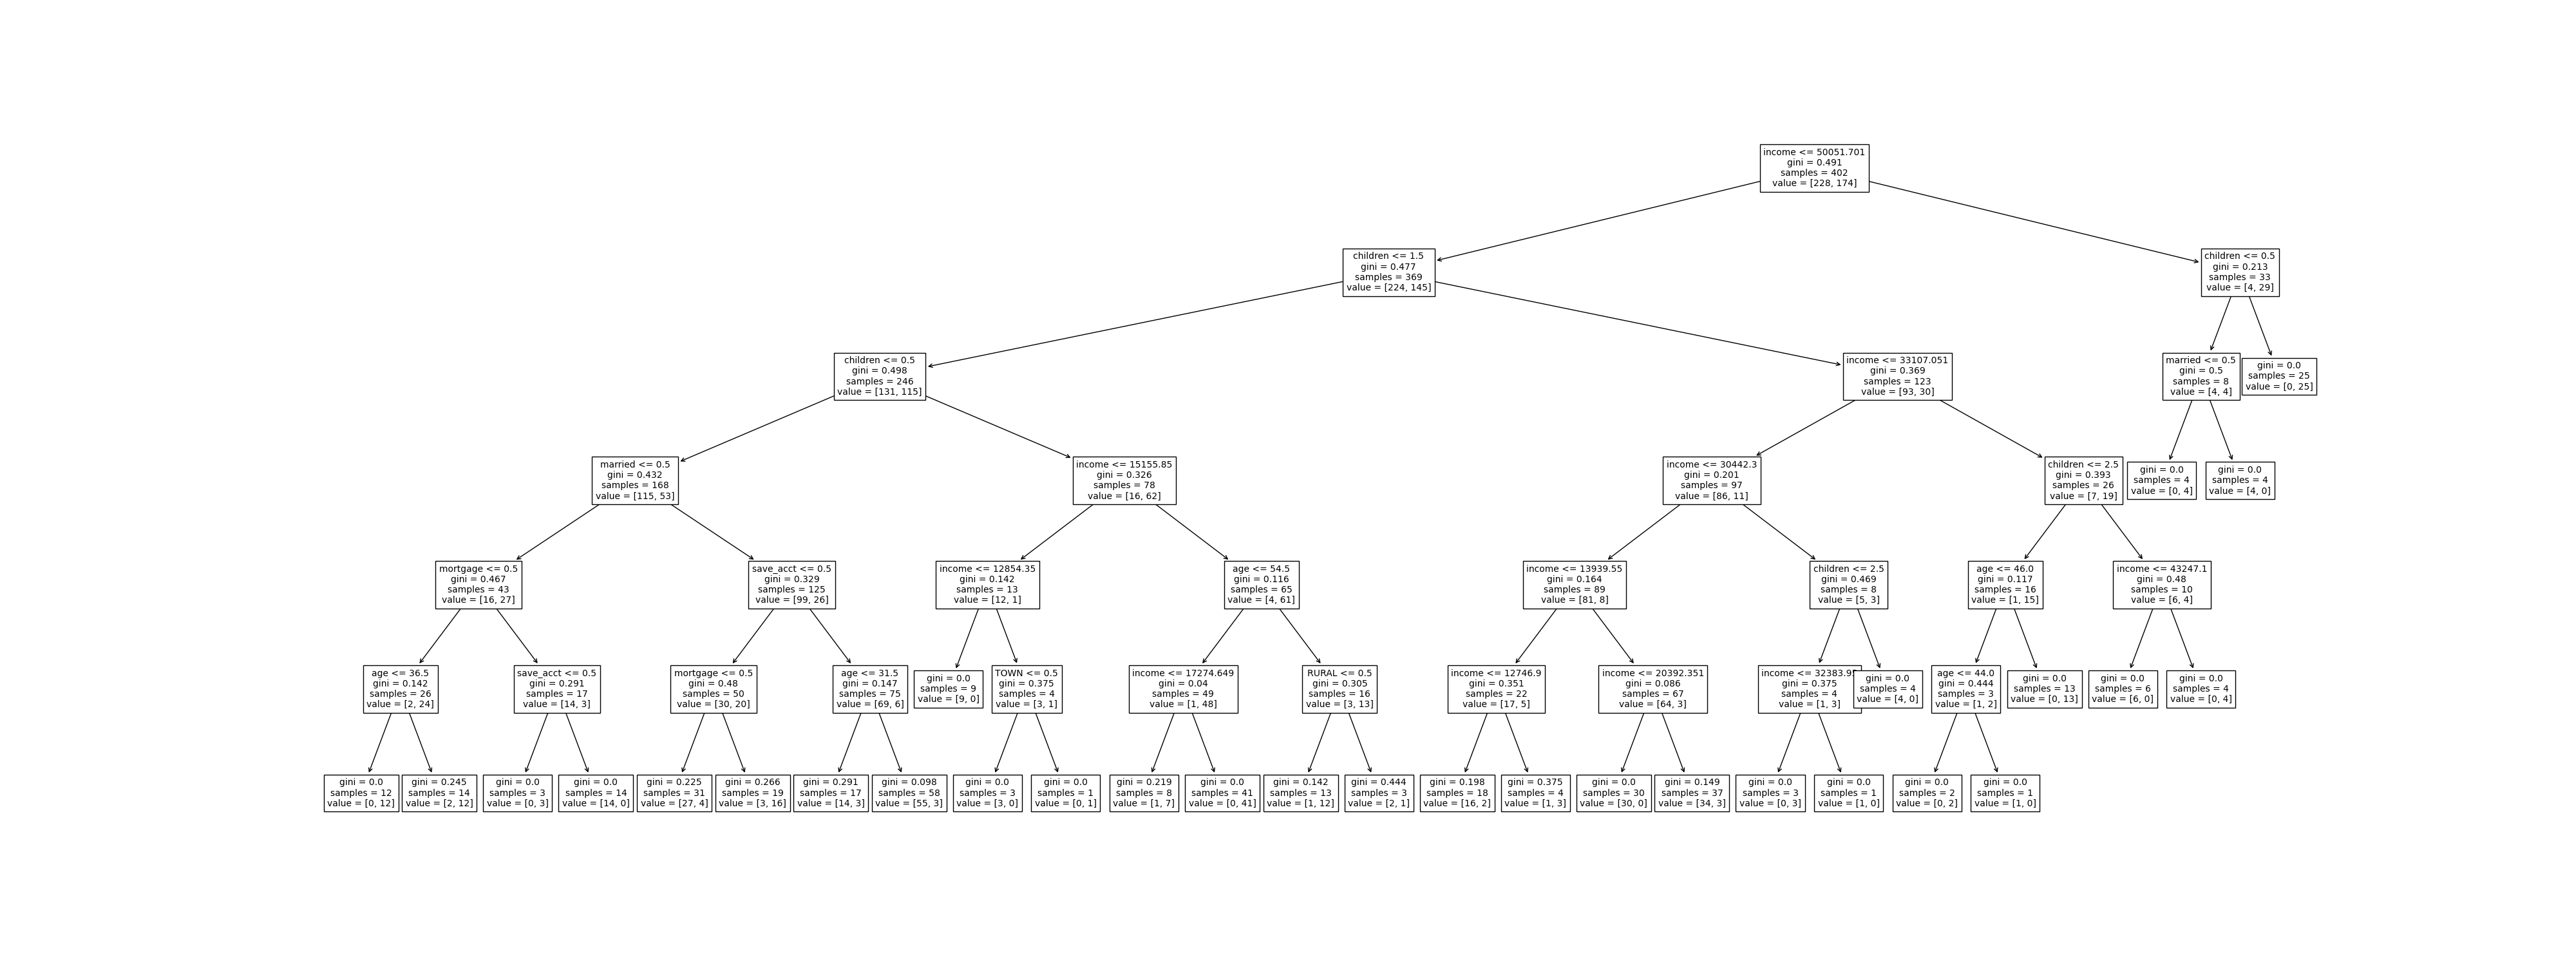 income <= 50051.701
gini = 0.491
samples = 402
value = [228, 174]
children <= 1.5
gini = 0.477
samples = 369
value = [224, 145]
children <= 0.5
gini = 0.213
samples = 33
value = [4, 29]
children <= 0.5
gini = 0.498
samples = 246
value = [131, 115]
income <= 33107.051
gini = 0.369
samples = 123
value = [93, 30]
married <= 0.5
gini = 0.5
samples = 8
value = [4, 4]
gini = 0.0
samples = 25
value = [0, 25]
married <= 0.5
gini = 0.432
samples = 168
value = [115, 53]
income <= 15155.85
gini = 0.326
samples = 78
value = [16, 62]
income <= 30442.3
gini = 0.201
samples = 97
value = [86, 11]
children <= 2.5
gini = 0.393
samples = 26
value = [7, 19]
gini = 0.0
samples = 4
value = [0, 4]
gini = 0.0
samples = 4
value = [4, 0]
mortgage <= 0.5
gini = 0.467
samples = 43
value = [16, 27]
save_acct <= 0.5
gini = 0.329
samples = 125
value = [99, 26]
income <= 12854.35
gini = 0.142
samples = 13
value = [12, 1]
age <= 54.5
gini = 0.116
samples = 65
value = [4, 61]
income <= 13939.55
gini = 0.164
samples = 89
value = [81, 8]
children <= 2.5
gini = 0.469
samples = 8
value = [5, 3]
age <= 46.0
gini = 0.117
samples = 16
value = [1, 15]
income <= 43247.1
gini = 0.48
samples = 10
value = [6, 4]
age <= 36.5
gini = 0.142
samples = 26
value = [2, 24]
save_acct <= 0.5
gini = 0.291
samples = 17
value = [14, 3]
mortgage <= 0.5
gini = 0.48
samples = 50
value = [30, 20]
age <= 31.5
gini = 0.147
samples = 75
value = [69, 6]
gini = 0.0
samples = 9
value = [9, 0]
TOWN <= 0.5
gini = 0.375
samples = 4
value = [3, 1]
income <= 17274.649
gini = 0.04
samples = 49
value = [1, 48]
RURAL <= 0.5
gini = 0.305
samples = 16
value = [3, 13]
income <= 12746.9
gini = 0.351
samples = 22
value = [17, 5]
income <= 20392.351
gini = 0.086
samples = 67
value = [64, 3]
income <=
gini = 0.375
samples = 4
value = [1, 3]
gini = 0.0
samples = 4
value = [4, 0]
age <= 44.0
gini = 0.444
samples = 3
value = [1, 2]
gini = 0.0
samples = 13
value = [0, 13]
gini = 0.0
samples = 6
value = [6, 0]
gini = 0.0
samples = 4
value = [0, 4]
gini = 0.0
samples = 12
value = [0, 12]
gini = 0.245
samples = 14
value = [2, 12]
gini = 0.0
samples = 3
value = [0, 3]
gini = 0.0
samples = 14
value = [14, 0]
gini = 0.225
samples = 31
value = [27, 4]
gini = 0.266
samples = 19
value = [3, 16]
gini = 0.291
samples = 17
value = [14, 3]
gini = 0.098
samples = 58
value = [55, 3]
gini = 0.0
samples = 3
value = [3, 0]
gini = 0.0
samples = 1
value = [0, 1]
gini = 0.219
samples = 8
value = [1, 7]
gini = 0.0
samples = 41
value = [0, 41]
gini = 0.142
samples = 13
value = [1, 12]
gini = 0.444
samples = 3
value = [2, 1]
gini = 0.198
samples = 18
value = [16, 2]
gini = 0.375
samples = 4
value = [1, 3]
gini = 0.0
samples = 30
value = [30, 0]
gini = 0.149
samples = 37
value = [34, 3]
gini = 0.0
samples = 3
value = [0, 3]
gini = 0.0
samples = 1
value = [1, 0]
gini = 0.0
samples = 2
value = [0, 2]
gini = 0.0
samples = 1
value = [1, 0]